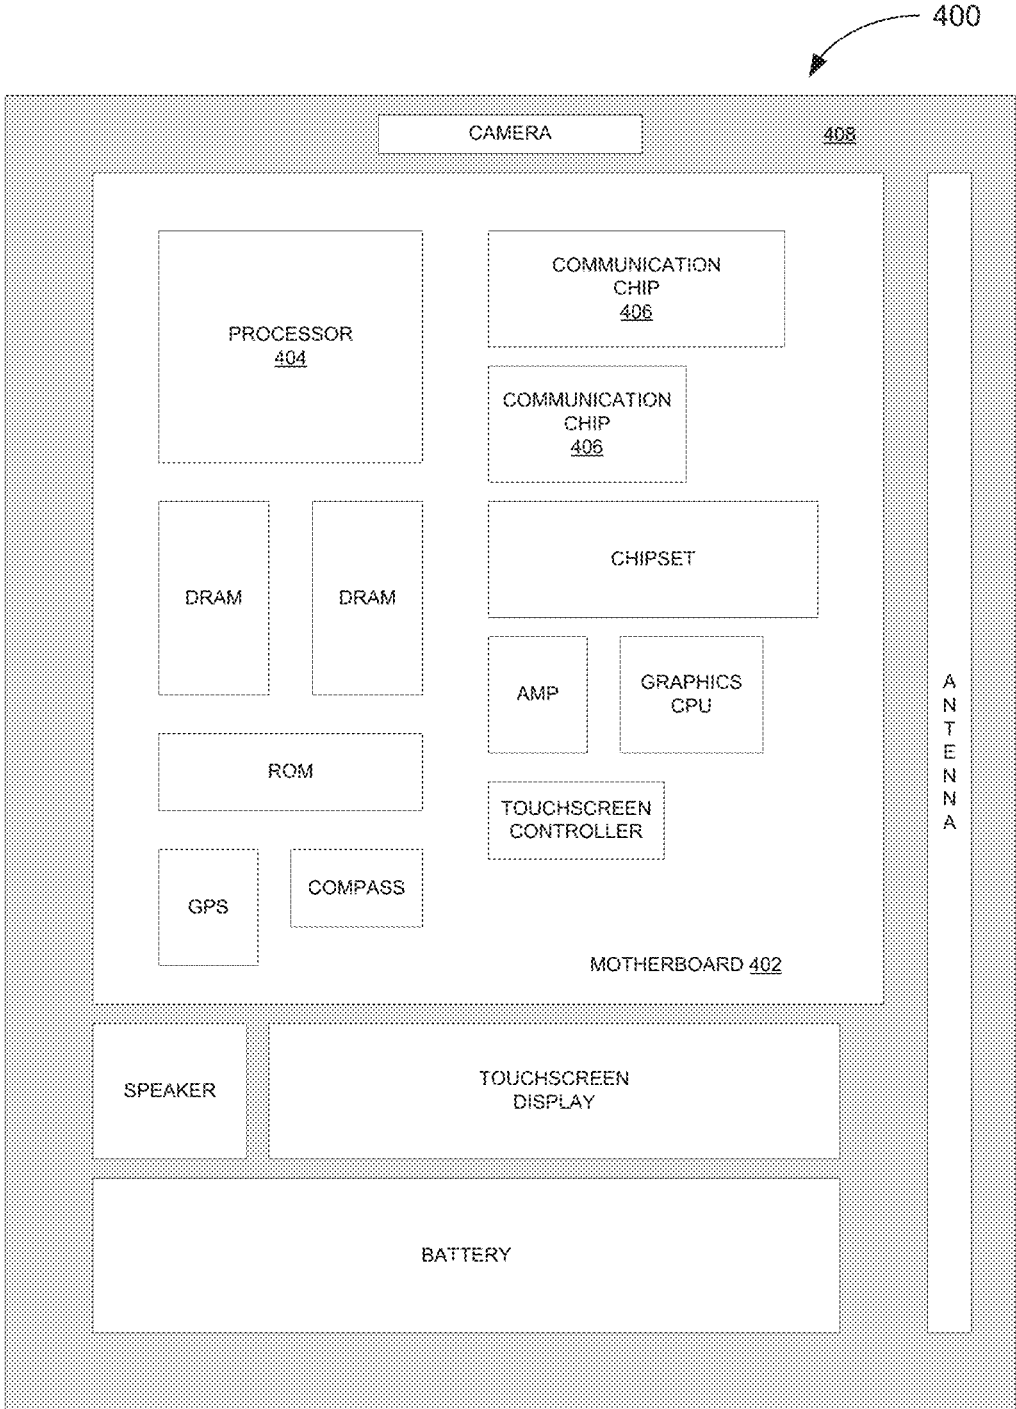 400
CAMERA
408
PROCESSOR
404
COMMUNICATION
CHIP
406
COMMUNICATION
CHIP
406
DRAM
DRAM
CHIPSET
AMP
GRAPHICS
CPU
ROM
TOUCHSCREEN
CONTROLLER
GPS
COMPASS
MOTHERBOARD 402
ANTENNA
SPEAKER
TOUCHSCREEN
DISPLAY
BATTERY